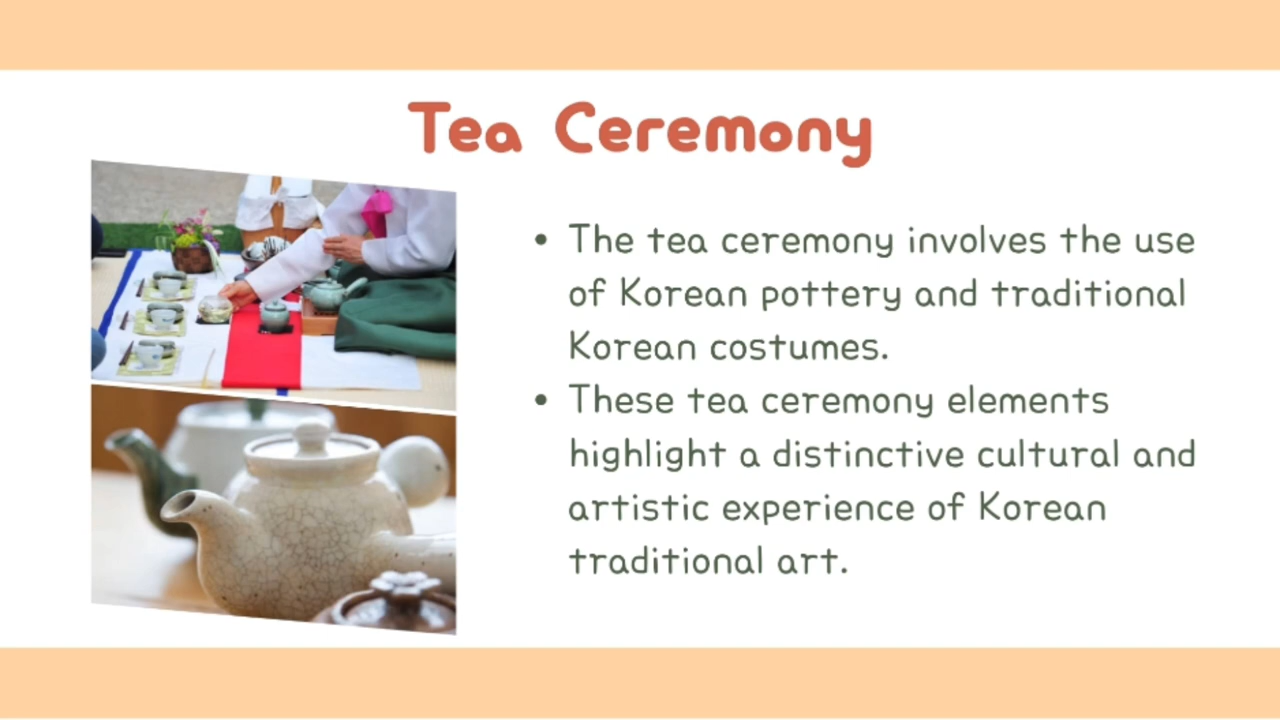 Tea Ceremony
• The tea ceremony involves the use
of Korean pottery and traditional
Korean costumes.
• These tea ceremony elements
highlight a distinctive cultural and
artistic experience of Korean
traditional art.